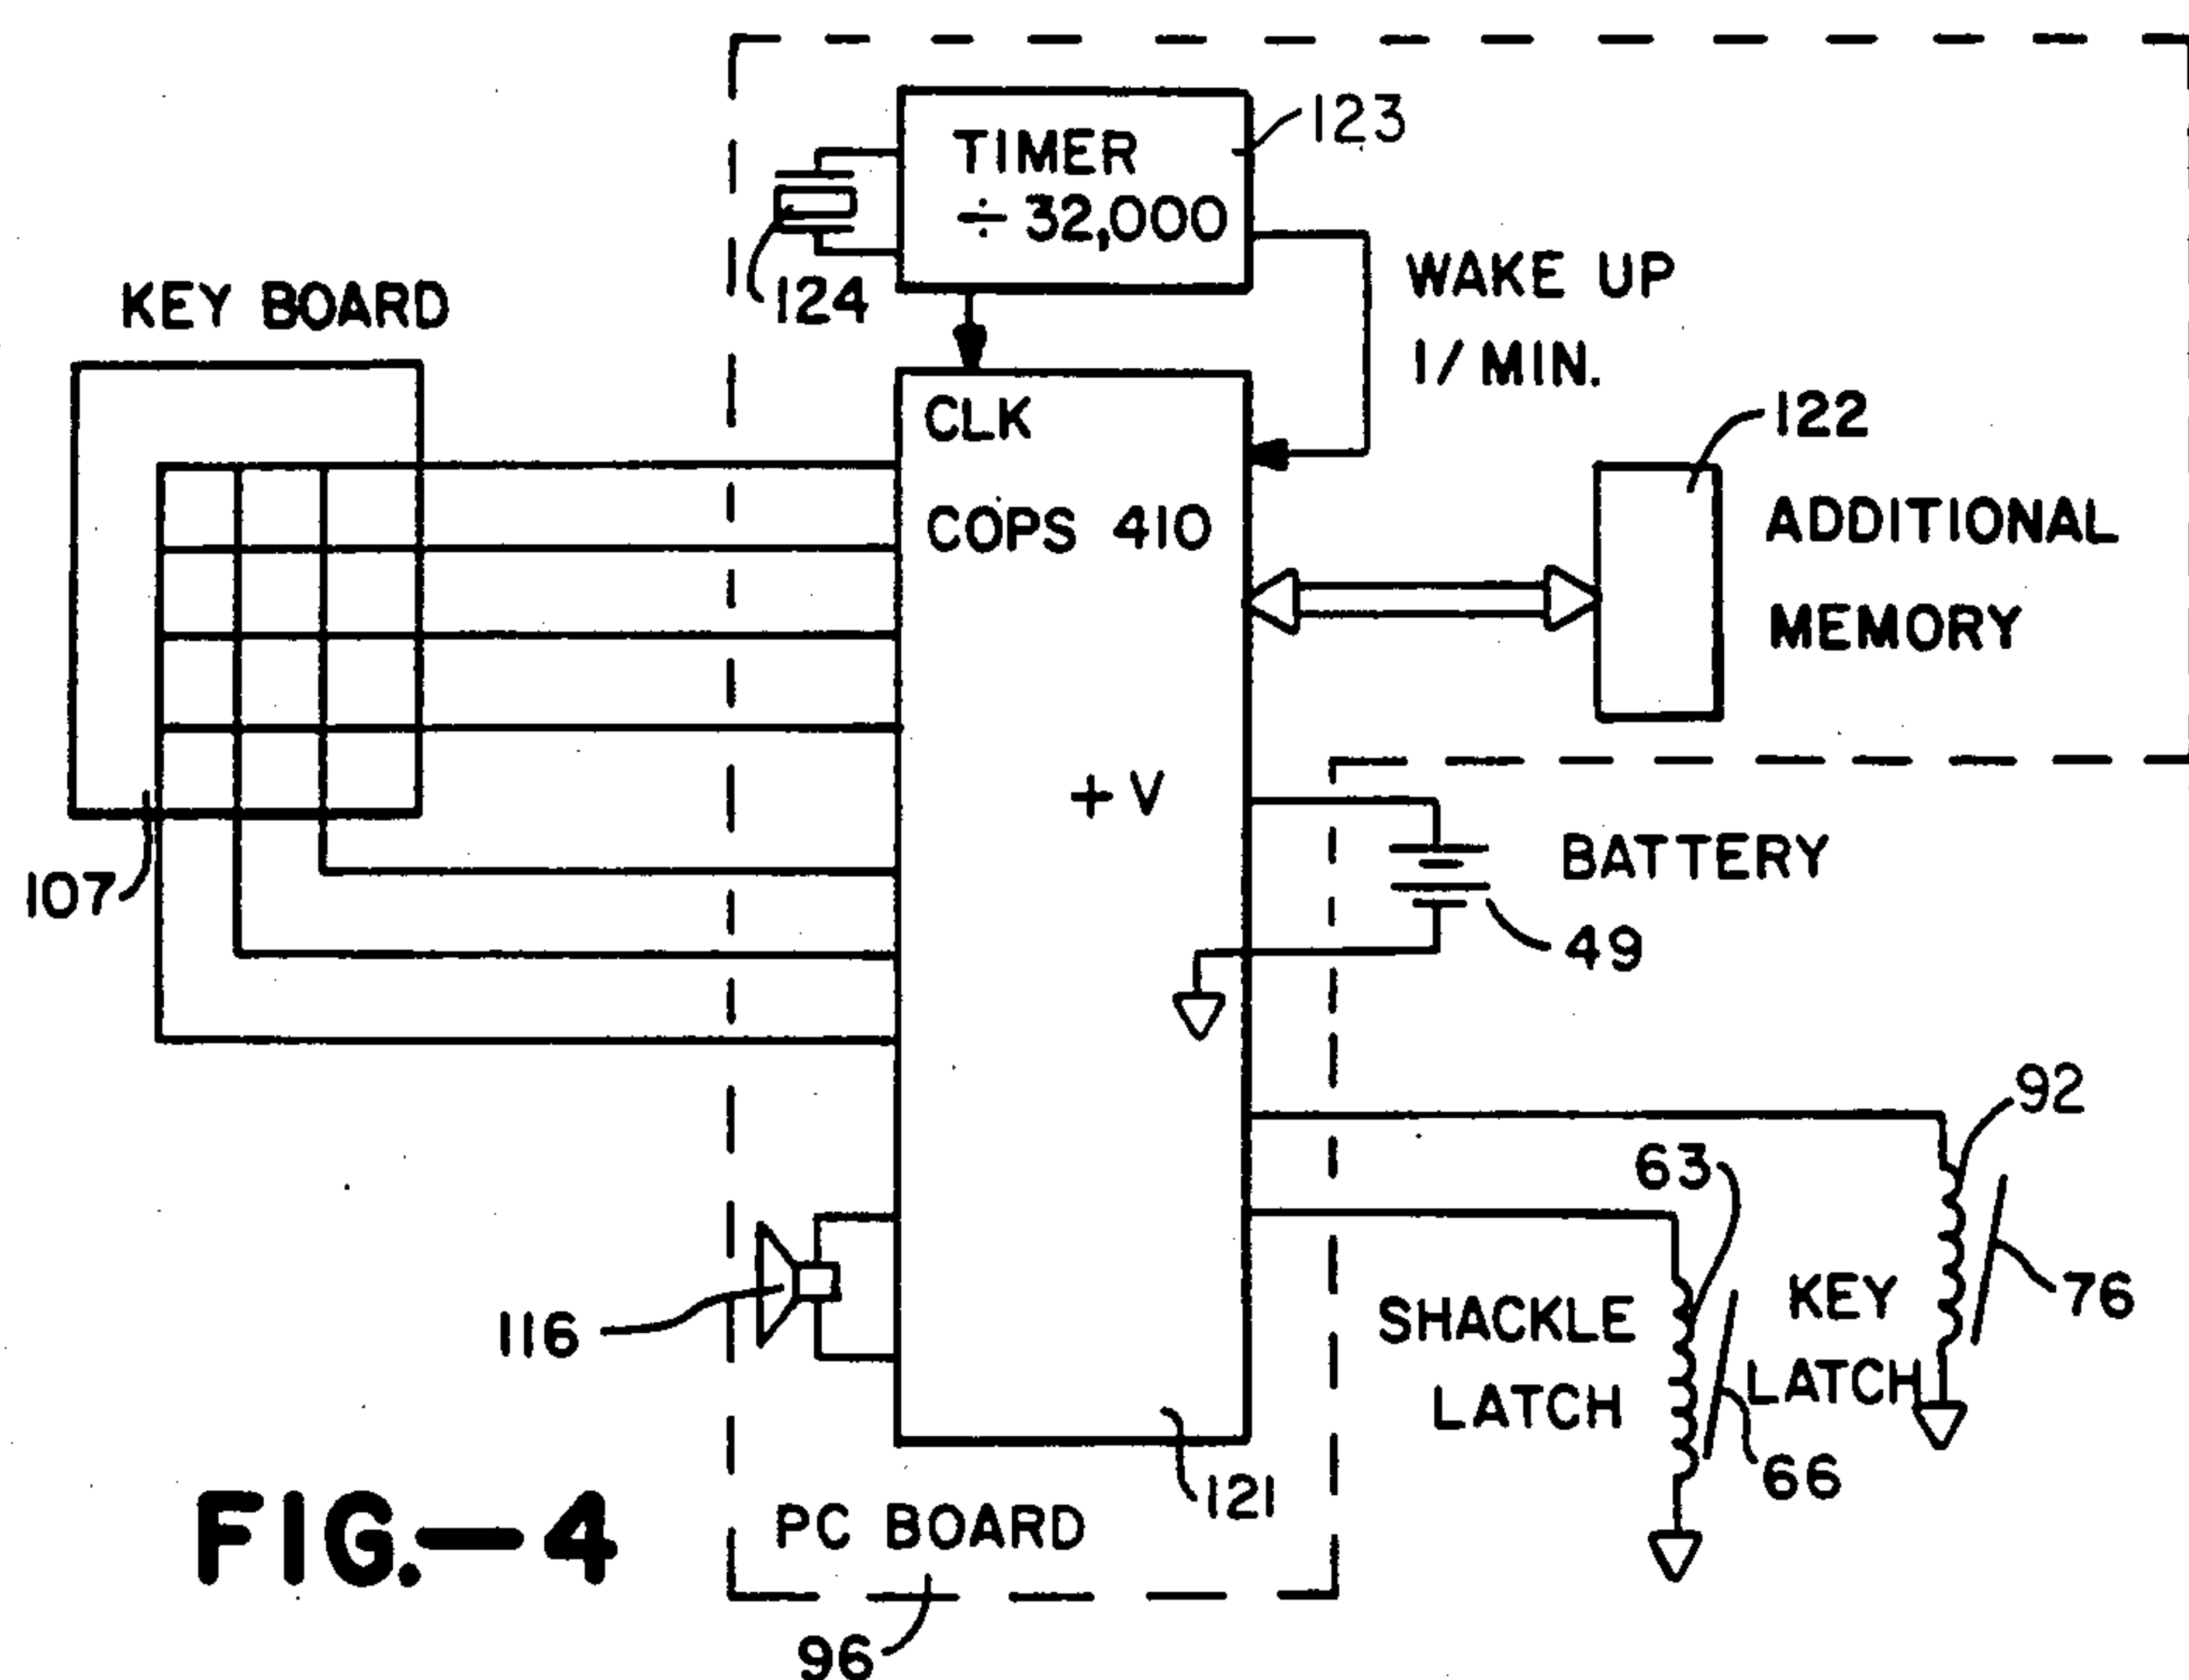 TIMER
÷ 32,000
123
124
WAKE UP
1/MIN.
KEY BOARD
CLK
COPS 410
122
ADDITIONAL
MEMORY
+V
BATTERY
49
107
92
63
76
SHACKLE
LATCH
KEY
LATCH
66
116
121
PC BOARD
96
FIG.—4